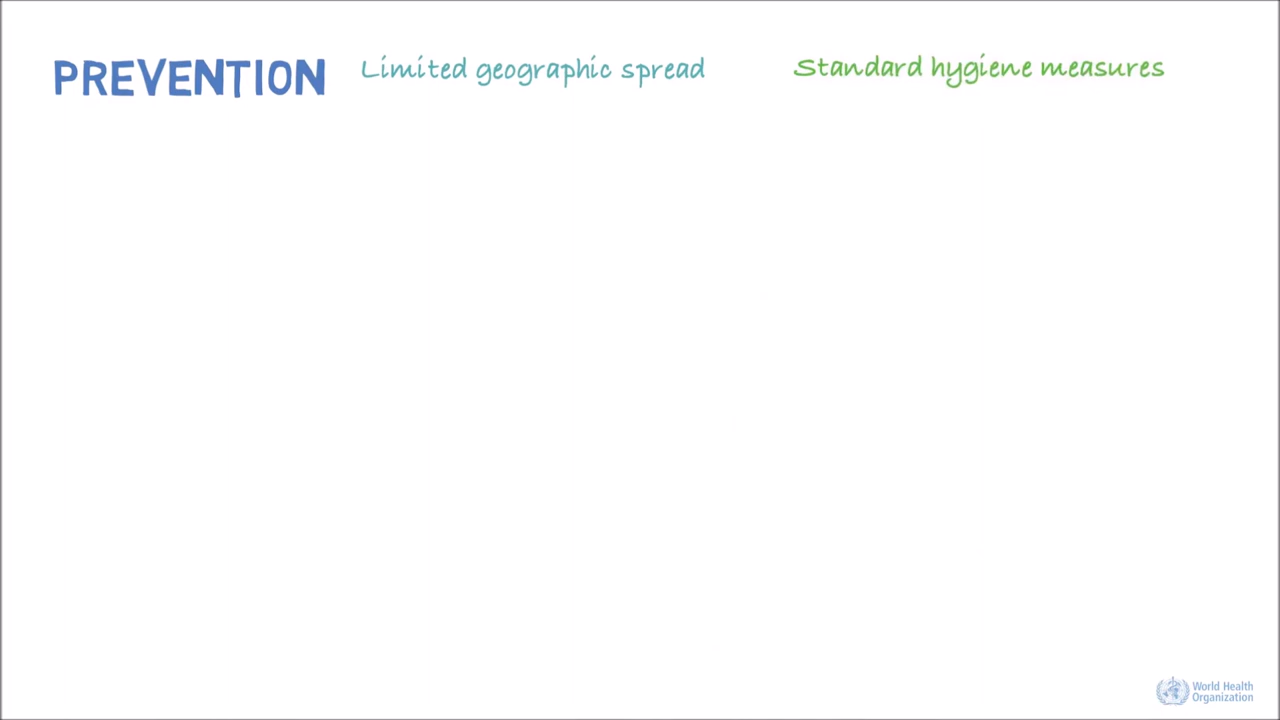 PREVENTION
Limited geographic spread
Standard hygiene measures
World Health
Organization